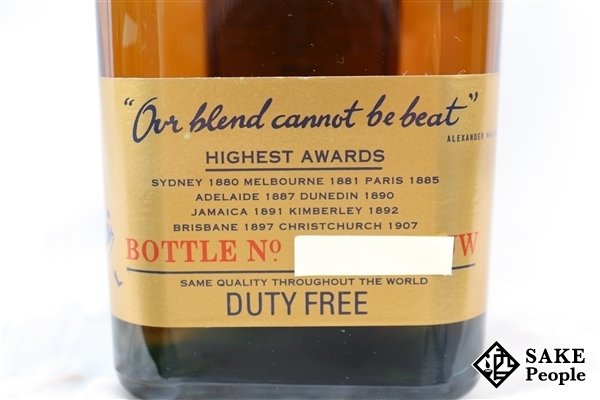 "Our blend cannot be beat"
ALEXANDER
HIGHEST AWARDS
SYDNEY 1880 MELBOURNE 1881 PARIS 1885
ADELAIDE 1887 DUNEDIN 1890
JAMAICA 1891 KIMBERLEY 1892
BRISBANE 1897 CHRISTCHURCH 1907
BOTTLE Nº. JW
SAME QUALITY THROUGHOUT THE WORLD
DUTY FREE
SAKE
People